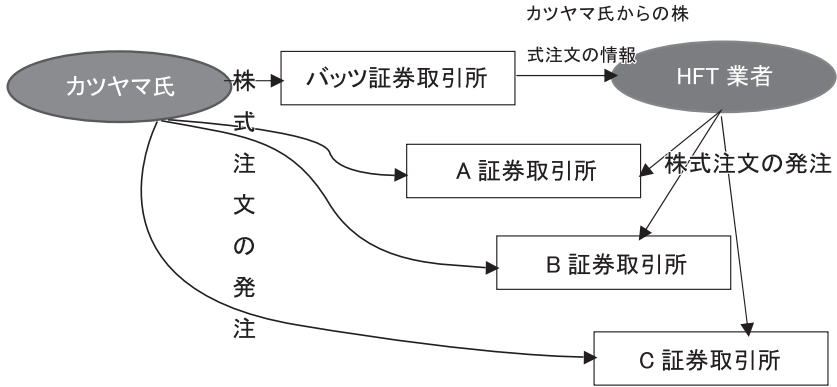 カツヤマ氏からの株
式注文の情報
カツヤマ氏
バッツ証券取引所
HFT 業者
株式注文の発注
A 証券取引所
株式注文の発注
B 証券取引所
C 証券取引所